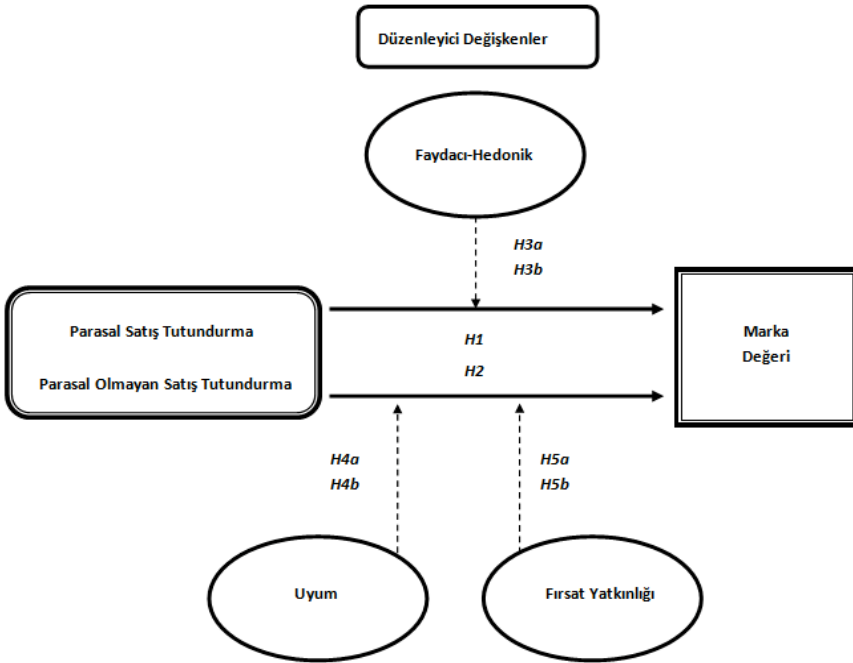 Düzenleyici Değişkenler
Faydacı-Hedonik
H3a
H3b
Parasal Satış Tutundurma
Parasal Olmayan Satış Tutundurma
H1
H2
Marka
Değeri
H4a
H4b
H5a
H5b
Uyum
Fırsat Yatkınlığı